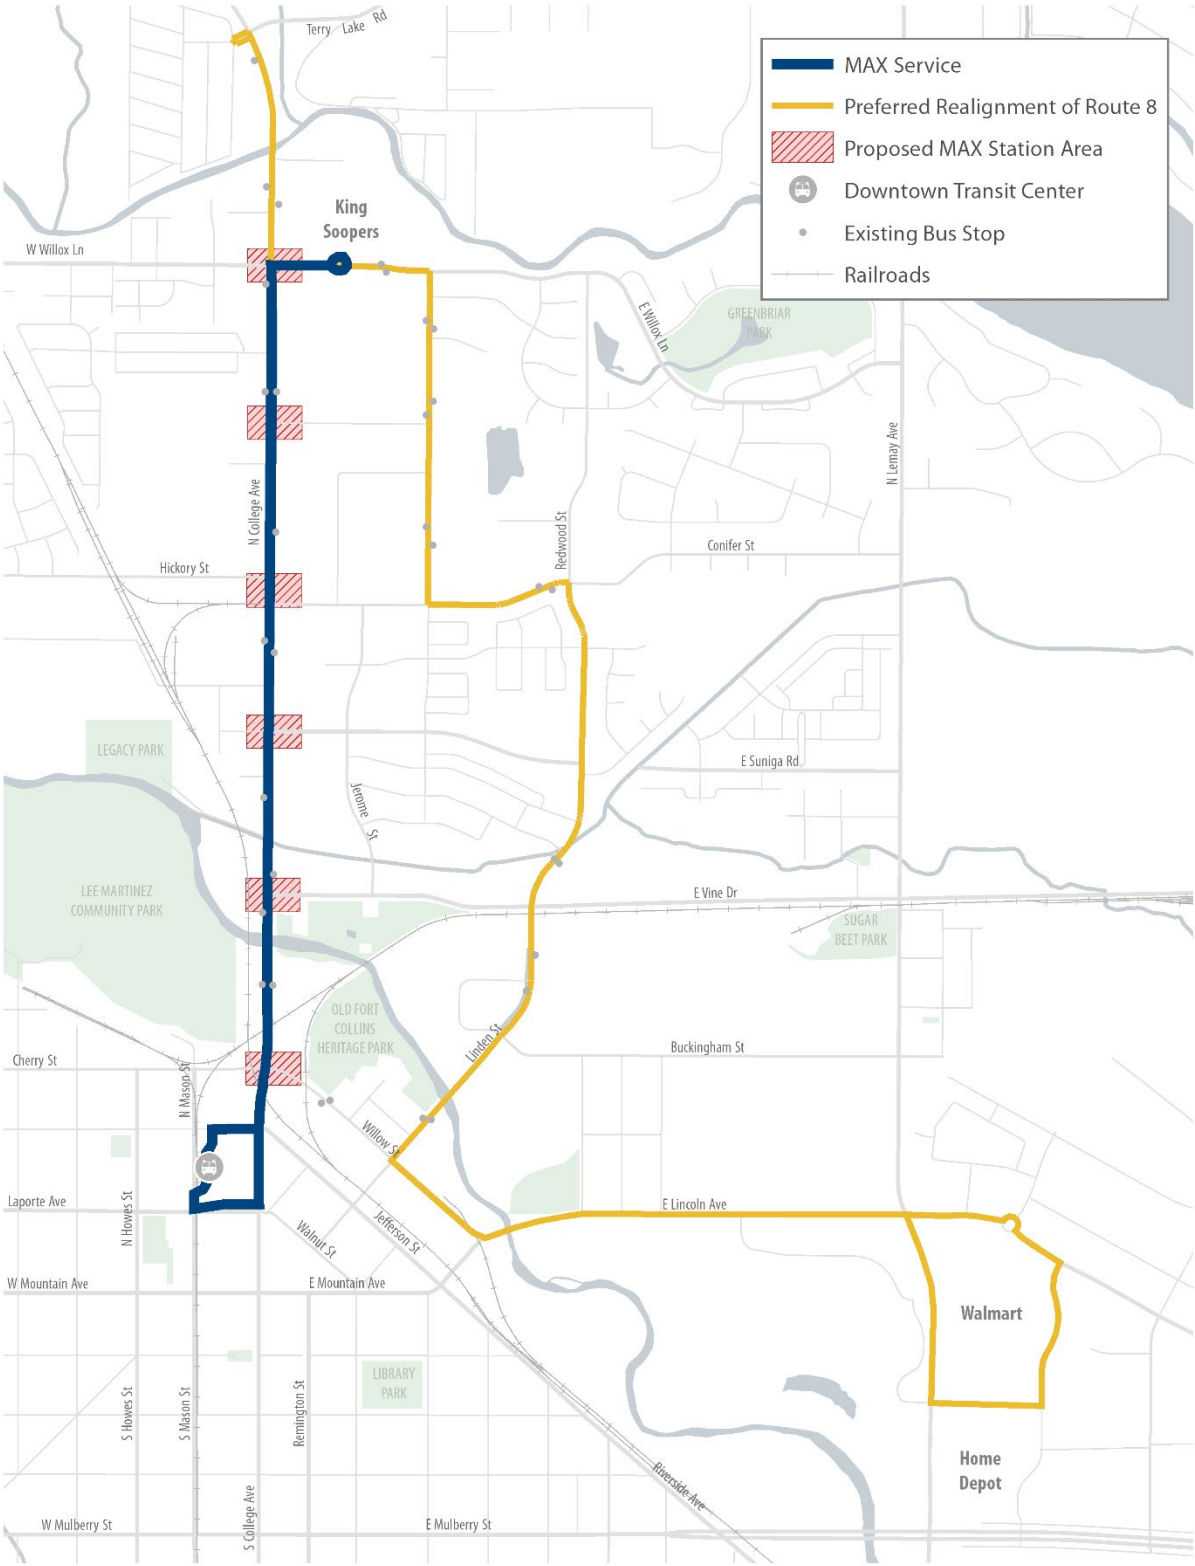 Terry Lake Rd
MAX Service
Preferred Realignment of Route 8
Proposed MAX Station Area
Downtown Transit Center
Existing Bus Stop
Railroads
King
Soopers
W Willox Ln
E Willox Ln
GREENBRIAR
PARK
N Lemay Ave
N College Ave
Redwood St
Conifer St
Hickory St
LEGACY PARK
E Suniga Rd
Jerome St
LEE MARTINEZ
COMMUNITY PARK
E Vine Dr
SUGAR
BEET PARK
OLD FORT
COLLINS
HERITAGE PARK
Linden St
Buckingham St
Cherry St
N Mason St
Willow St
Laporte Ave
N Howes St
E Lincoln Ave
Walnut St
Jefferson St
W Mountain Ave
E Mountain Ave
Walmart
LIBRARY
PARK
S Howes St
S Mason St
Remington St
Home
Depot
Riverside Ave
S College Ave
W Mulberry St
E Mulberry St